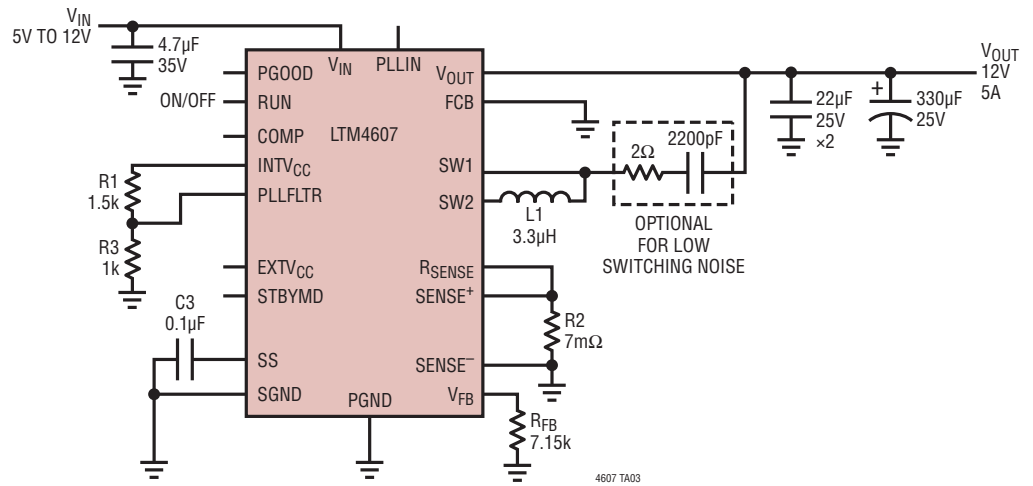 VIN
5V TO 12V
4.7µF
35V
VIN
PLLIN
PGOOD
RUN
ON/OFF
COMP
INTVCC
PLLFLTR
EXTVCC
STBYMD
SS
SGND
PGND
LTM4607
VOUT
FCB
SW1
SW2
RSENSE
SENSE+
SENSE–
VFB
R1
1.5k
R3
1k
C3
0.1µF
L1
3.3µH
2Ω
2200pF
OPTIONAL
FOR LOW
SWITCHING NOISE
R2
7mΩ
RFB
7.15k
22µF
25V
×2
+
330µF
25V
VOUT
12V
5A
4607 TA03